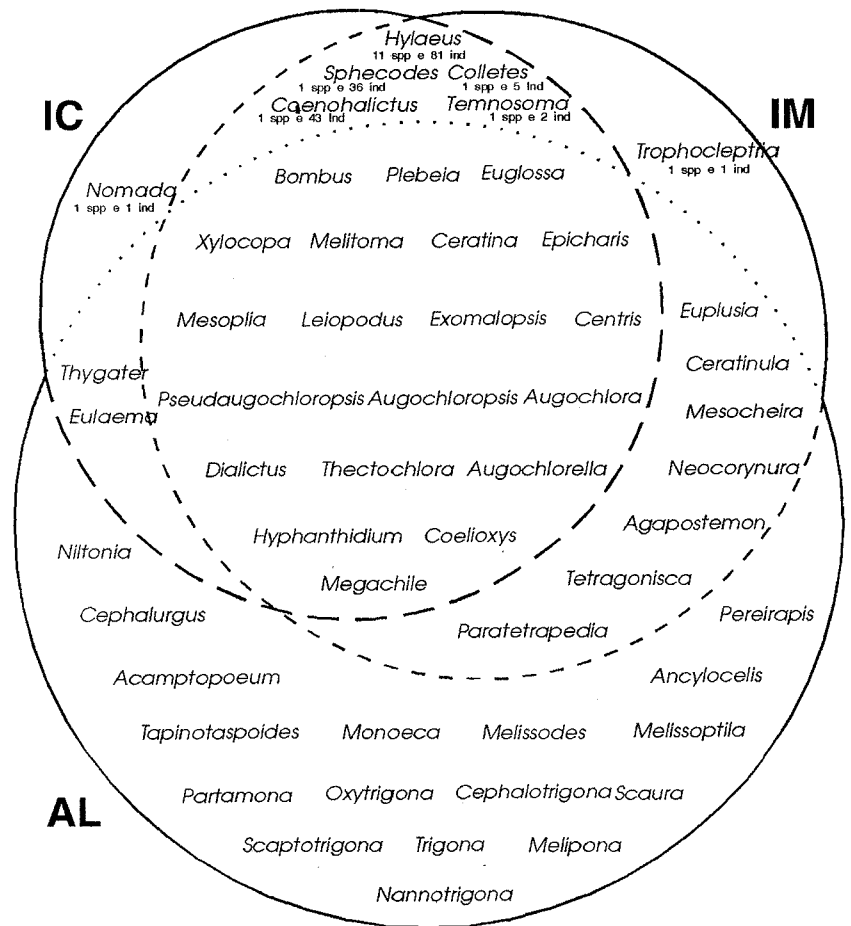 Hylaeus
11 spp e 81 ind
Sphecodes Colletes
1 spp e 36 ind 1 spp e 5 ind
IC
Caenohalictus Temnosoma
1 spp e 43 ind 1 spp e 2 ind
IM
Trophocleptria
1 spp e 1 ind
Bombus Plebeia Euglossa
Nomada
1 spp e 1 ind
Xylocopa Melitoma Ceratina Epicharis
Mesoplia Leiopodus Exomalopsis Centris Euplusia
Thygater Ceratinula
Pseudaugochloropsis Augochloropsis Augochlora
Eulaema Mesocheira
Dialictus Thectochlora Augochlorella Neocorynura
Hyphanthidium Coelioxys Agapostemon
Niltonia
Megachile Tetragonisca
Cephalurgus Paratetrapedia Pereirapis
Acamptopoeum Ancylocelis
Tapinotaspoides Monoeca Melissodes Melissoptila
Partamona Oxytrigona Cephalotrigona Scaura
AL
Scaptotrigona Trigona Melipona
Nannotrigona